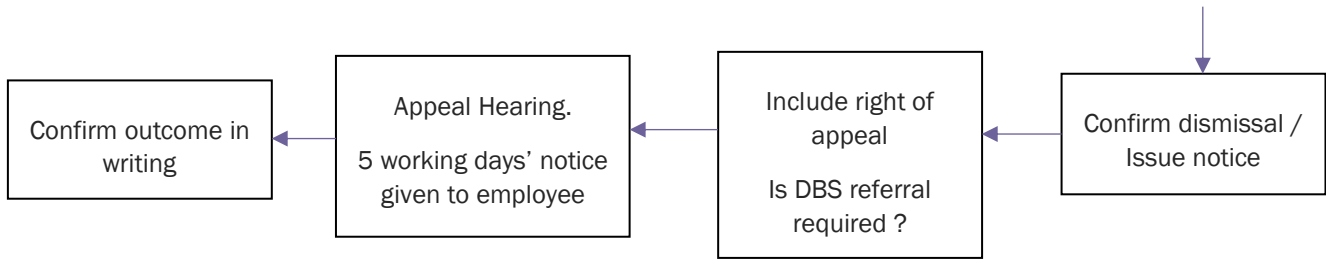 Confirm outcome in
writing
Appeal Hearing.
5 working days’ notice
given to employee
Include right of
appeal
Is DBS referral
required ?
Confirm dismissal /
Issue notice